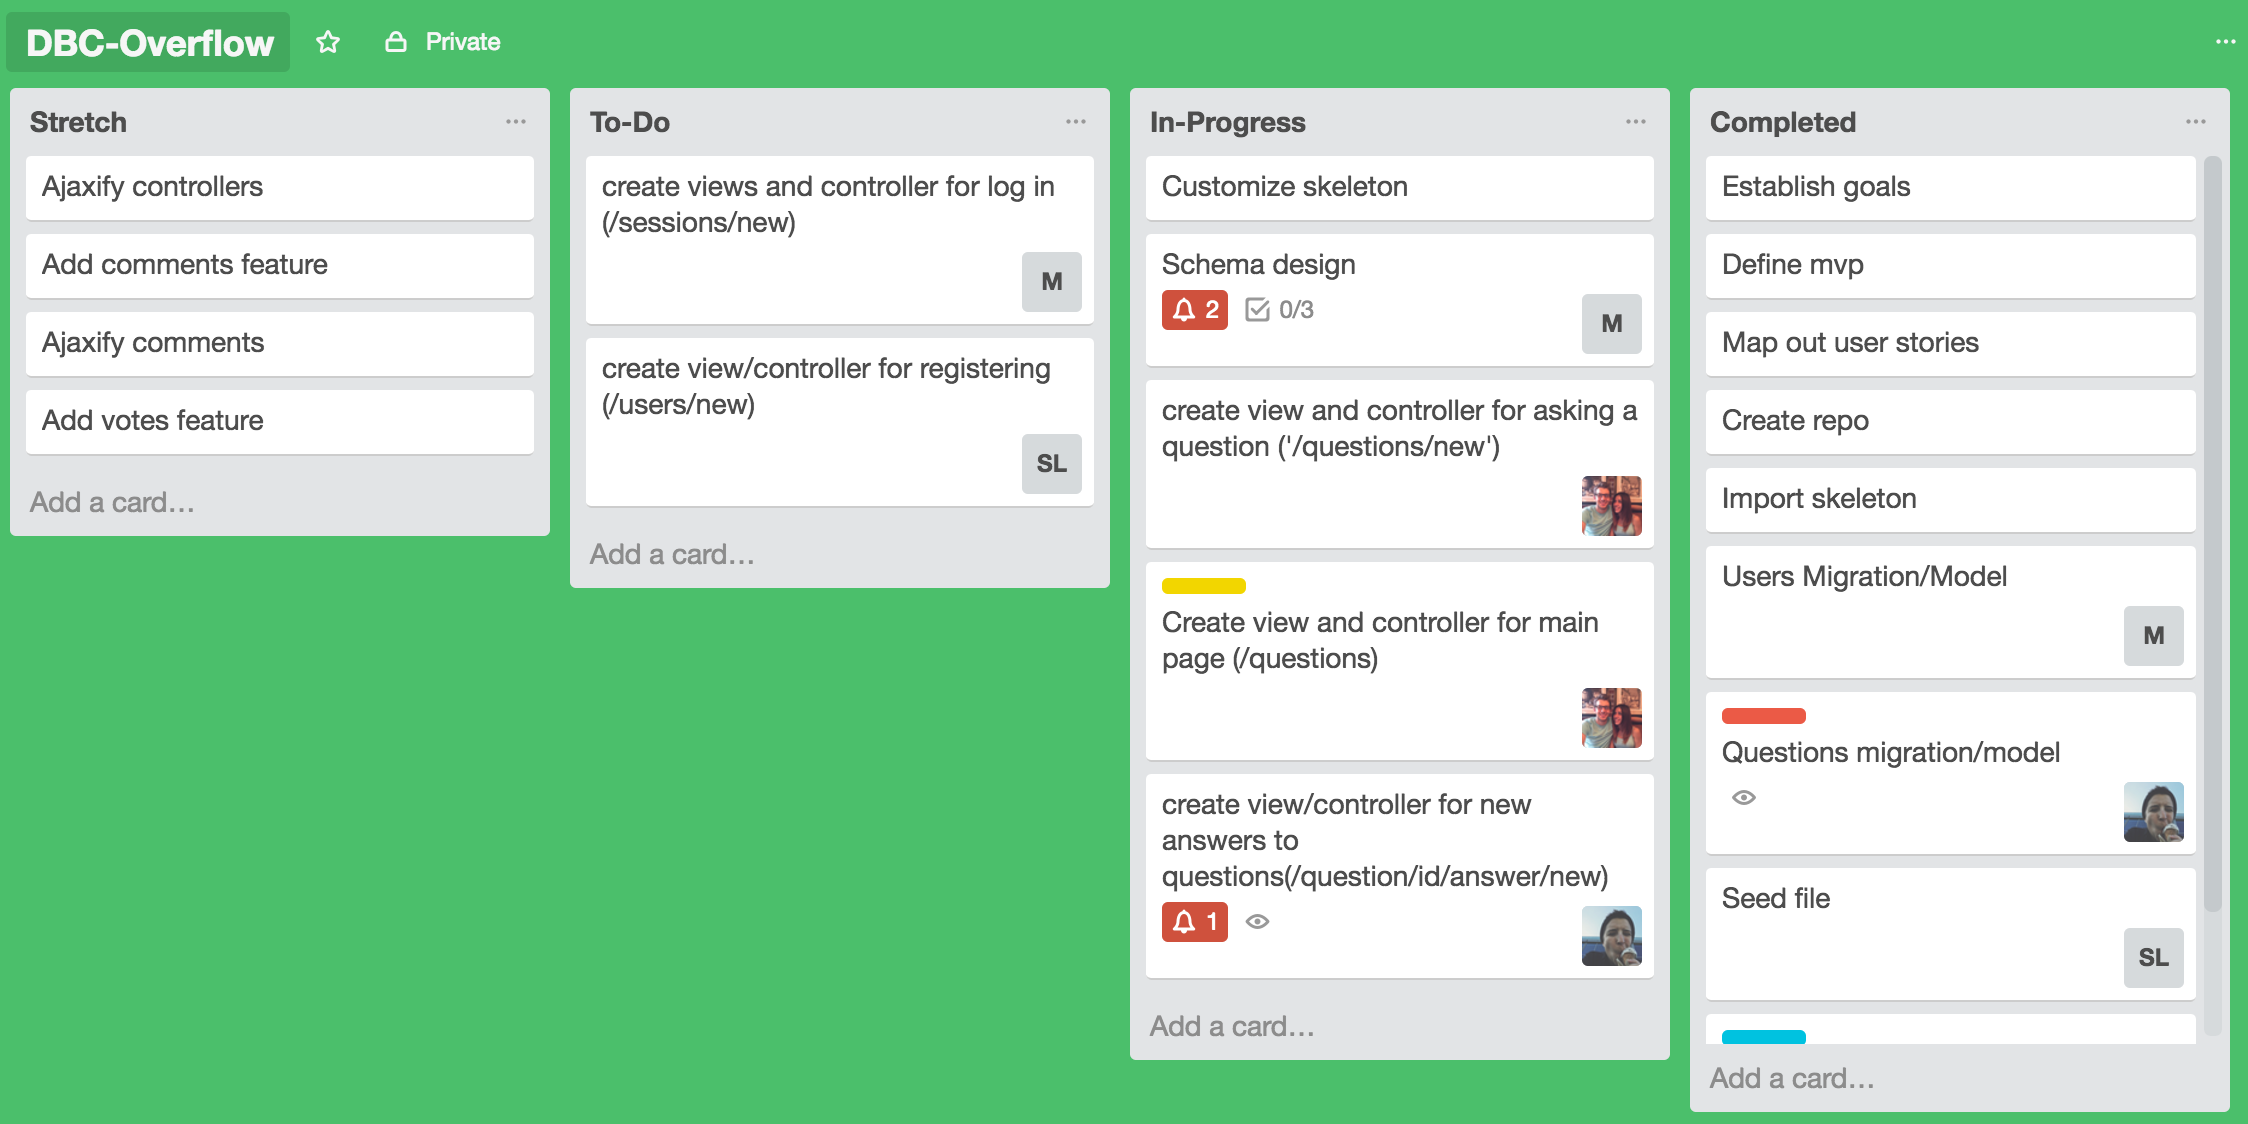 DBC-Overflow
Private
Stretch
Ajaxify controllers
Add comments feature
Ajaxify comments
Add votes feature
Add a card...
To-Do
create views and controller for log in
(/sessions/new)
M
create view/controller for registering
(/users/new)
SL
Add a card...
In-Progress
Customize skeleton
Schema design
2
0/3
M
create view and controller for asking a
question ('/questions/new')
Create view and controller for main
page (/questions)
create view/controller for new
answers to
questions(/question/id/answer/new)
1
Add a card...
Completed
Establish goals
Define mvp
Map out user stories
Create repo
Import skeleton
Users Migration/Model
M
Questions migration/model
Seed file
SL
Add a card...